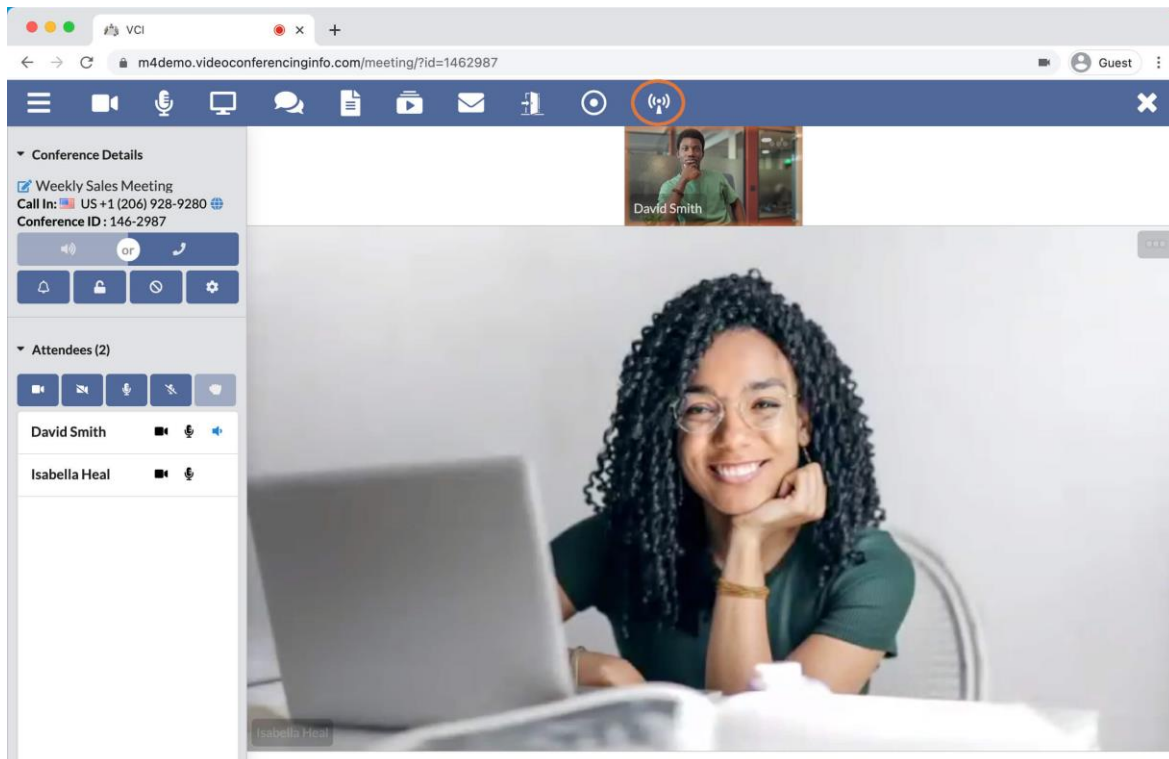 VCI
m4demo.videoconferencinginfo.com/meeting/?id=1462987
Guest
Conference Details
Weekly Sales Meeting
Call In: US +1 (206) 928-9280
Conference ID : 146-2987
or
Attendees (2)
David Smith
Isabella Heal
David Smith
Isabella Heal